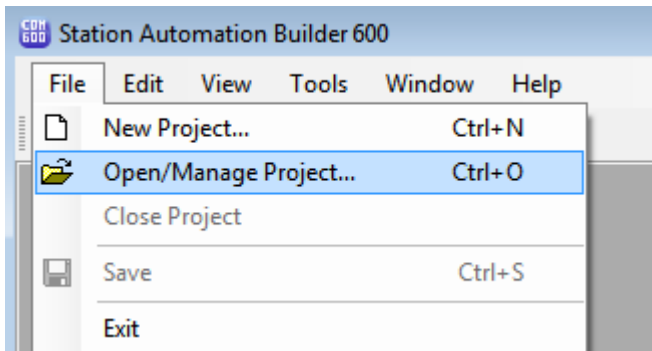 COM
600
Station Automation Builder 600
File Edit View Tools Window Help
New Project... Ctrl+N
Open/Manage Project... Ctrl+O
Close Project
Save Ctrl+S
Exit